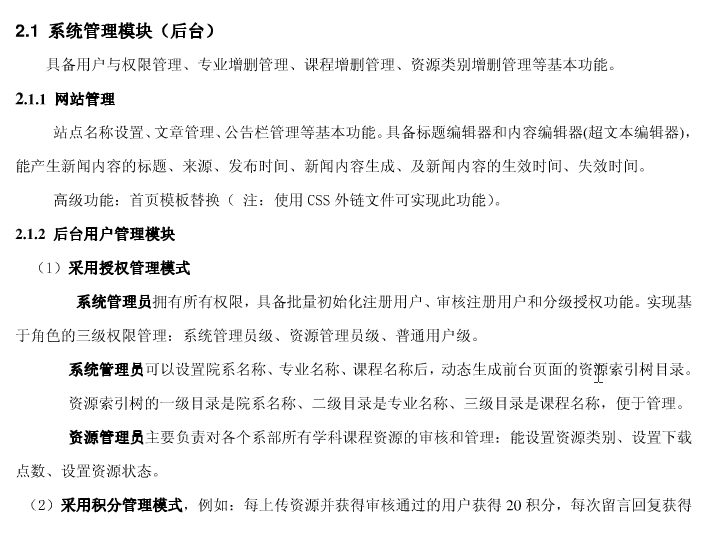 2.1 系统管理模块（后台）
具备用户与权限管理、专业增删管理、课程增删管理、资源类别增删管理等基本功能。
2.1.1 网站管理
站点名称设置、文章管理、公告栏管理等基本功能。具备标题编辑器和内容编辑器(超文本编辑器)，
能产生新闻内容的标题、来源、发布时间、新闻内容生成、及新闻内容的生效时间、失效时间。
高级功能：首页模板替换（ 注：使用 CSS 外链文件可实现此功能）。
2.1.2 后台用户管理模块
（1）采用授权管理模式
系统管理员拥有所有权限，具备批量初始化注册用户、审核注册用户和分级授权功能。实现基
于角色的三级权限管理：系统管理员级、资源管理员级、普通用户级。
系统管理员可以设置院系名称、专业名称、课程名称后，动态生成前台页面的资源索引树目录。
资源索引树的一级目录是院系名称、二级目录是专业名称、三级目录是课程名称，便于管理。
资源管理员主要负责对各个系部所有学科课程资源的审核和管理：能设置资源类别、设置下载
点数、设置资源状态。
（2）采用积分管理模式，例如：每上传资源并获得审核通过的用户获得 20 积分，每次留言回复获得